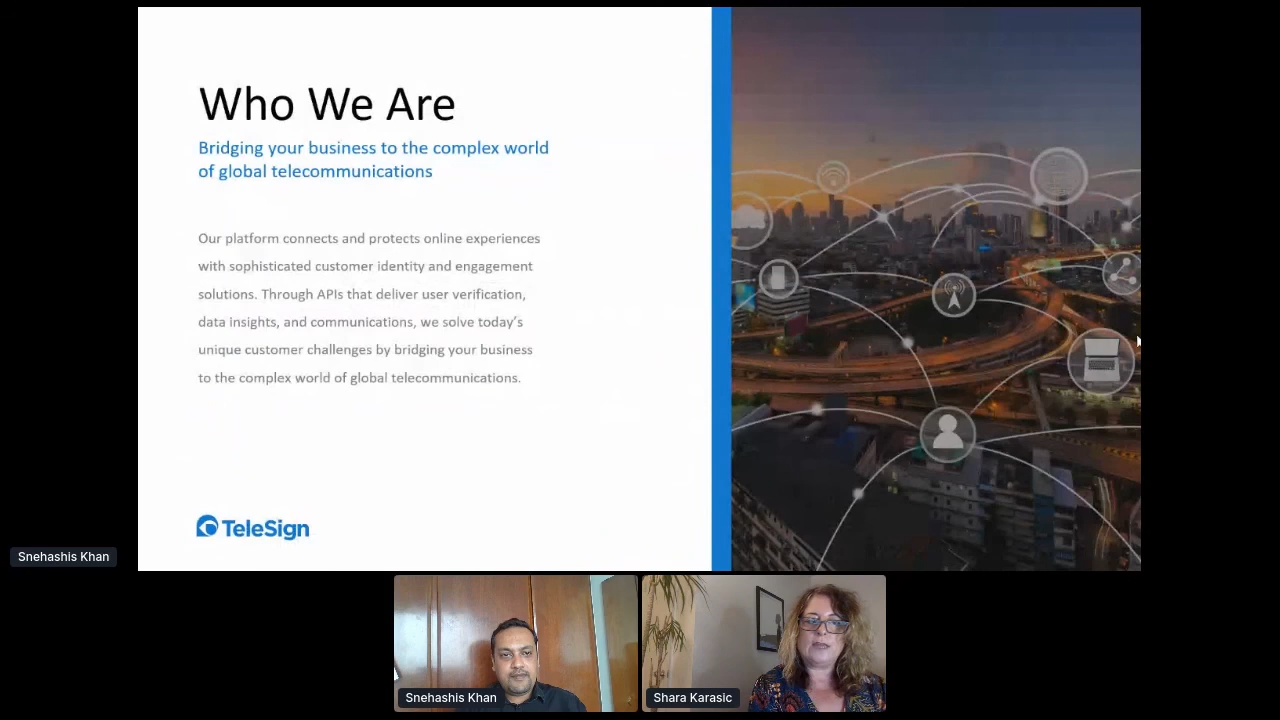 Who We Are
Bridging your business to the complex world
of global telecommunications
Our platform connects and protects online experiences
with sophisticated customer identity and engagement
solutions. Through APIs that deliver user verification,
data insights, and communications, we solve today's
unique customer challenges by bridging your business
to the complex world of global telecommunications.
TeleSign
Snehashis Khan
Snehashis Khan
Shara Karasic